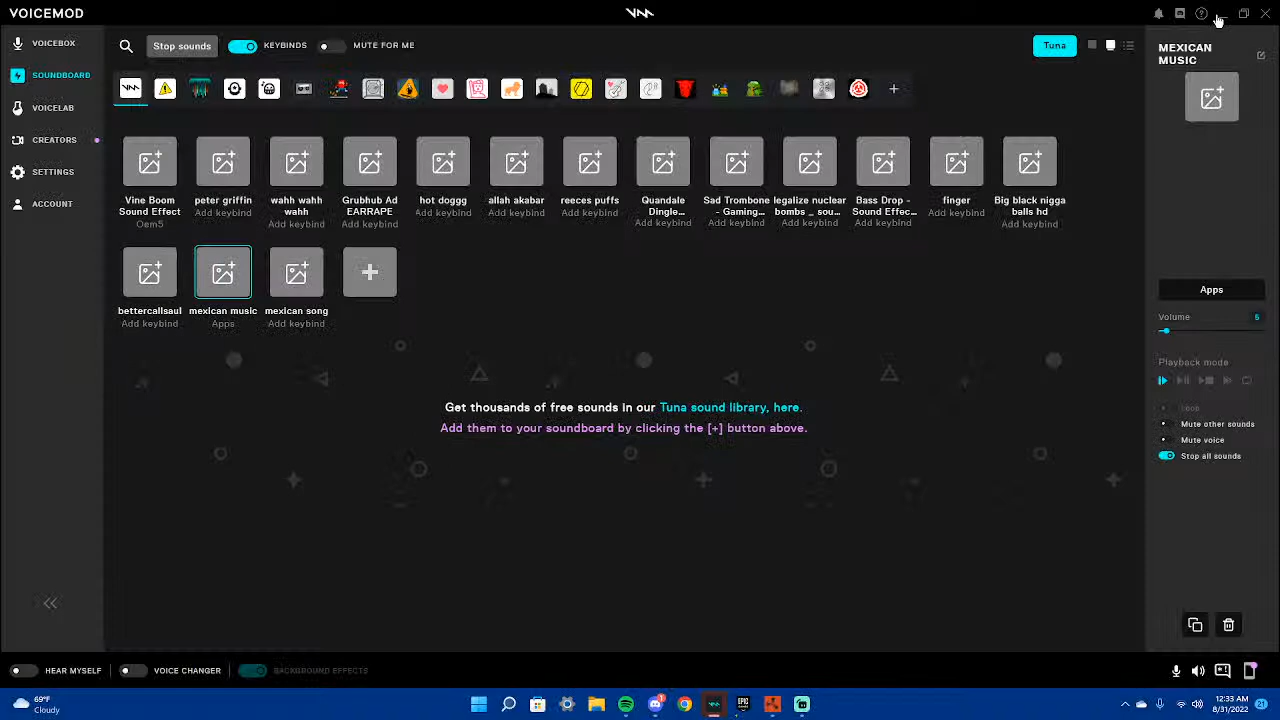 VOICEMOD
VOICEBOX
SOUNDBOARD
VOICELAB
CREATORS
SETTINGS
ACCOUNT
Stop sounds
KEYBINDS
MUTE FOR ME
Tuna
Vine Boom
Sound Effect
Oem5
peter griffin
Add keybind
wahh wahh
wahh
Add keybind
Grubhub Ad
EARRAPE
Add keybind
hot doggg
Add keybind
allah akabar
Add keybind
reeces puffs
Add keybind
Quandale
Dingle...
Add keybind
Sad Trombone
- Gaming...
Add keybind
legalize nuclear
bombs _ sou...
Add keybind
Bass Drop -
Sound Effec...
Add keybind
finger
Add keybind
Big black nigga
balls hd
Add keybind
bettercallsaul
Add keybind
mexican music
Apps
mexican song
Add keybind
Get thousands of free sounds in our Tuna sound library, here.
Add them to your soundboard by clicking the [+] button above.
MEXICAN
MUSIC
Apps
Volume 5
Playback mode
Loop
Mute other sounds
Mute voice
Stop all sounds
HEAR MYSELF
VOICE CHANGER
BACKGROUND EFFECTS
69°F
Cloudy
12:33 AM
8/31/2022